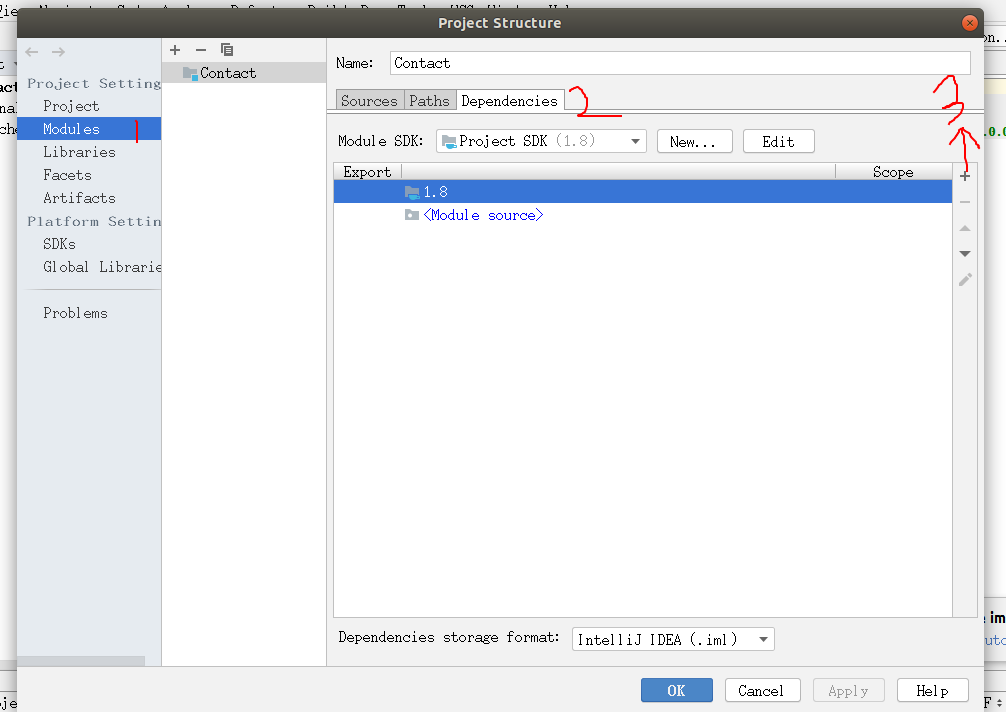 Project Structure
Name: Contact
Contact
Sources Paths Dependencies 2
3
Project Setting
Project
Modules 1
Libraries
Facets
Artifacts
Platform Settin
SDKs
Global Librarie
Problems
Module SDK: Project SDK (1.8) New... Edit
Export Scope
1.8
<Module source>
Dependencies storage format: IntelliJ IDEA (.iml)
OK Cancel Apply Help